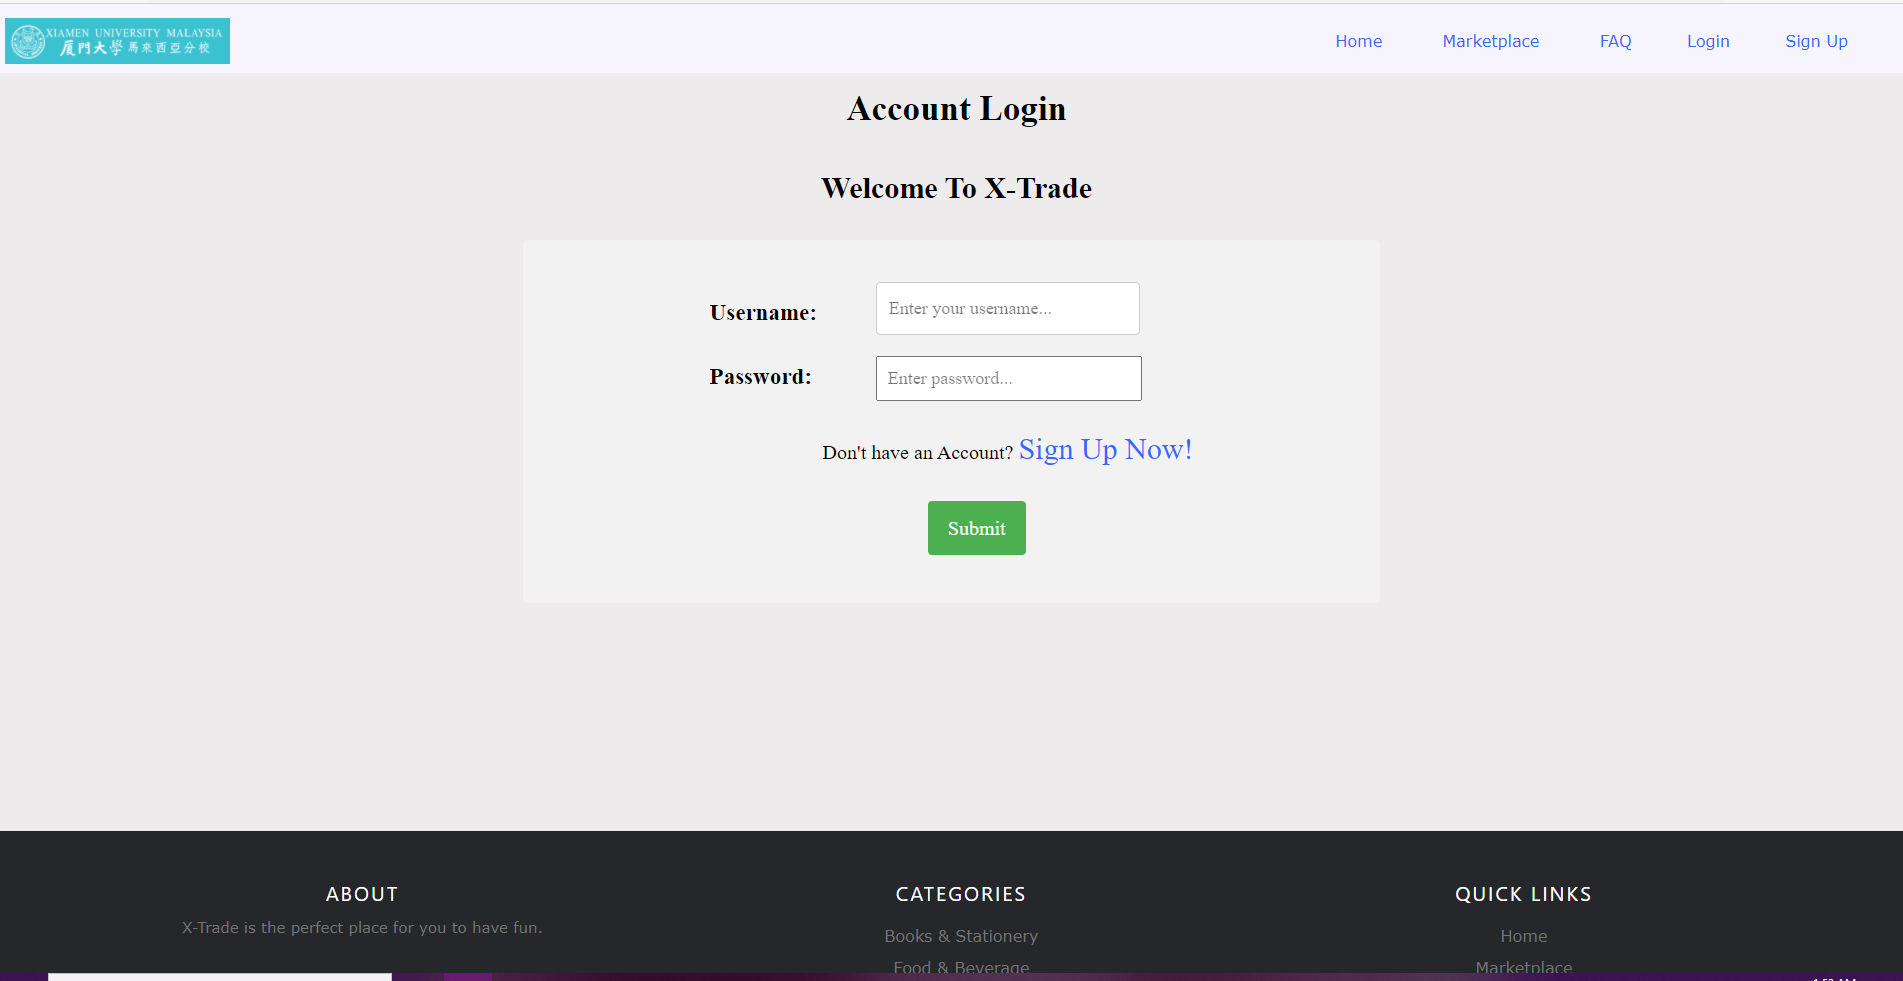 XIAMEN UNIVERSITY MALAYSIA
厦門大學 馬來西亞分校
Home Marketplace FAQ Login Sign Up
Account Login
Welcome To X-Trade
Username: Enter your username...
Password: Enter password...
Don't have an Account? Sign Up Now!
Submit
ABOUT
X-Trade is the perfect place for you to have fun.
CATEGORIES
Books & Stationery
Food & Beverage
QUICK LINKS
Home
Marketplace